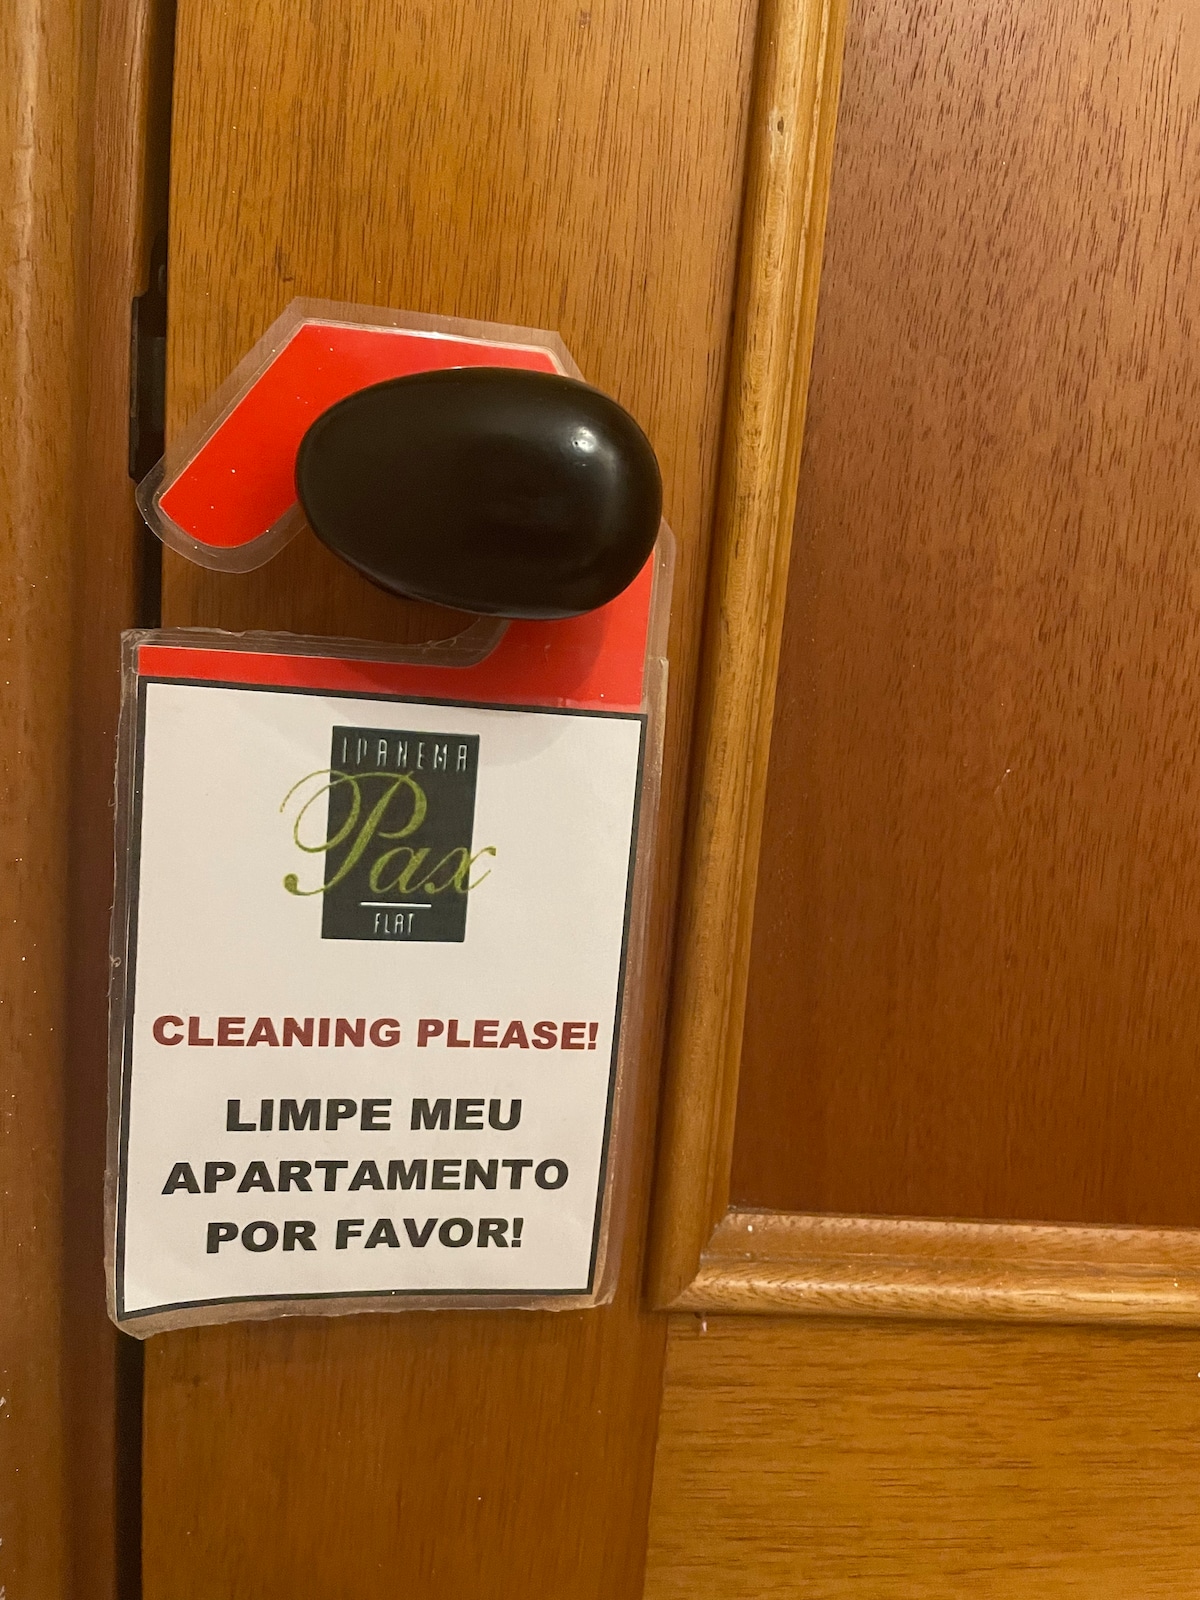 IPANEMA
Pax
FLAT
CLEANING PLEASE!
LIMPE MEU
APARTAMENTO
POR FAVOR!